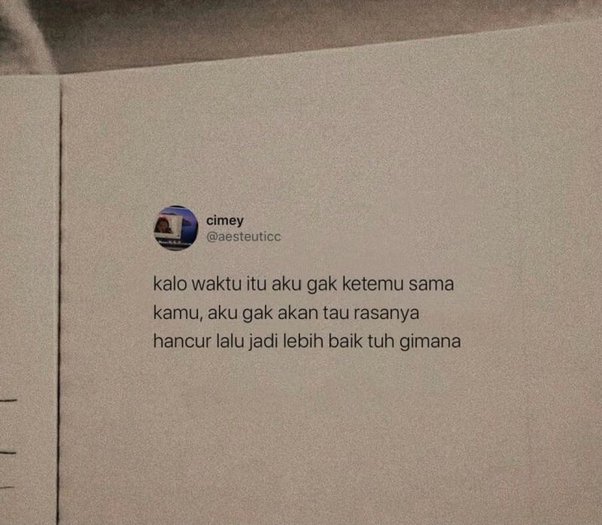 cimey
@aesteuticc
kalo waktu itu aku gak ketemu sama
kamu, aku gak akan tau rasanya
hancur lalu jadi lebih baik tuh gimana